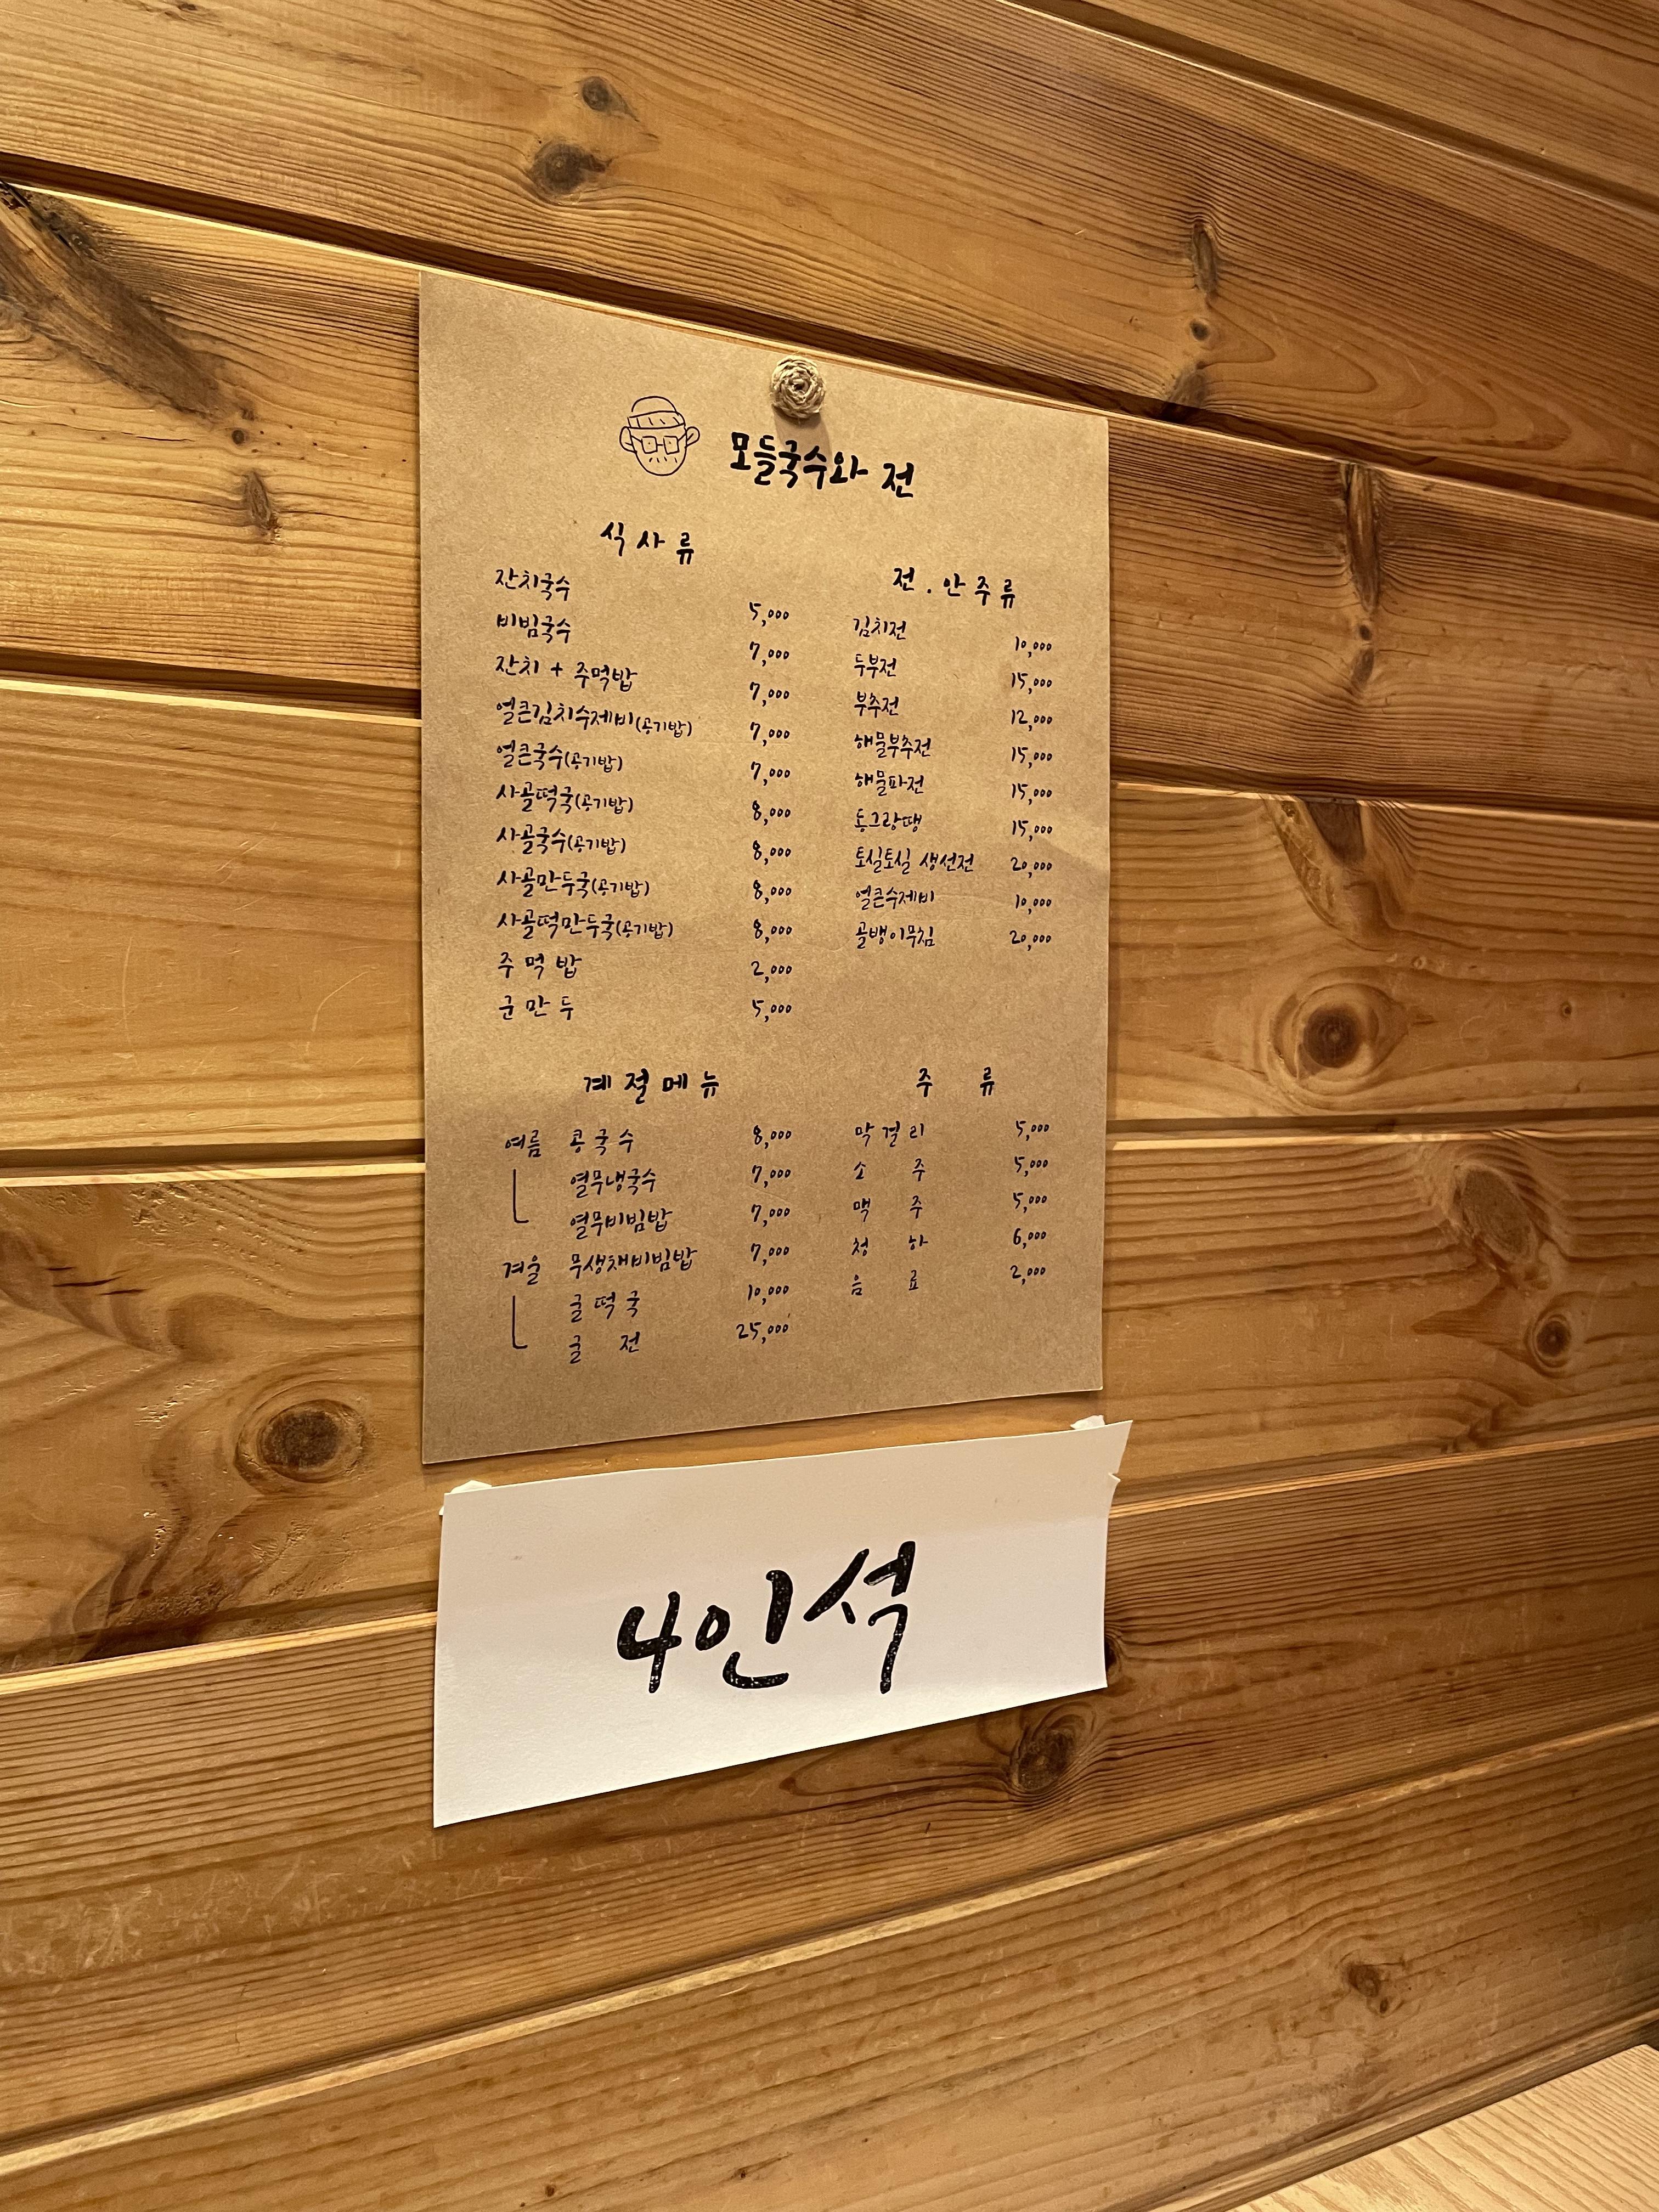 모들국수와 전
식사류
잔치국수 5,000
비빔국수 7,000
잔치 + 주먹밥 7,000
얼큰김치수제비(공기밥) 7,000
얼큰국수(공기밥) 7,000
사골떡국(공기밥) 8,000
사골국수(공기밥) 8,000
사골만두국(공기밥) 8,000
사골떡만두국(공기밥) 8,000
주먹밥 2,000
군만두 5,000
전.안주류
김치전 10,000
두부전 15,000
부추전 12,000
해물부추전 15,000
해물파전 15,000
동그랑땡 15,000
토실토실 생선전 20,000
얼큰수제비 10,000
골뱅이무침 20,000
계절메뉴
여름 콩국수 8,000
열무냉국수 7,000
열무비빔밥 7,000
겨울 무생채비빔밥 7,000
굴떡국 10,000
굴전 25,000
주류
막걸리 5,000
소주 5,000
맥주 5,000
청하 6,000
음료 2,000
4인석